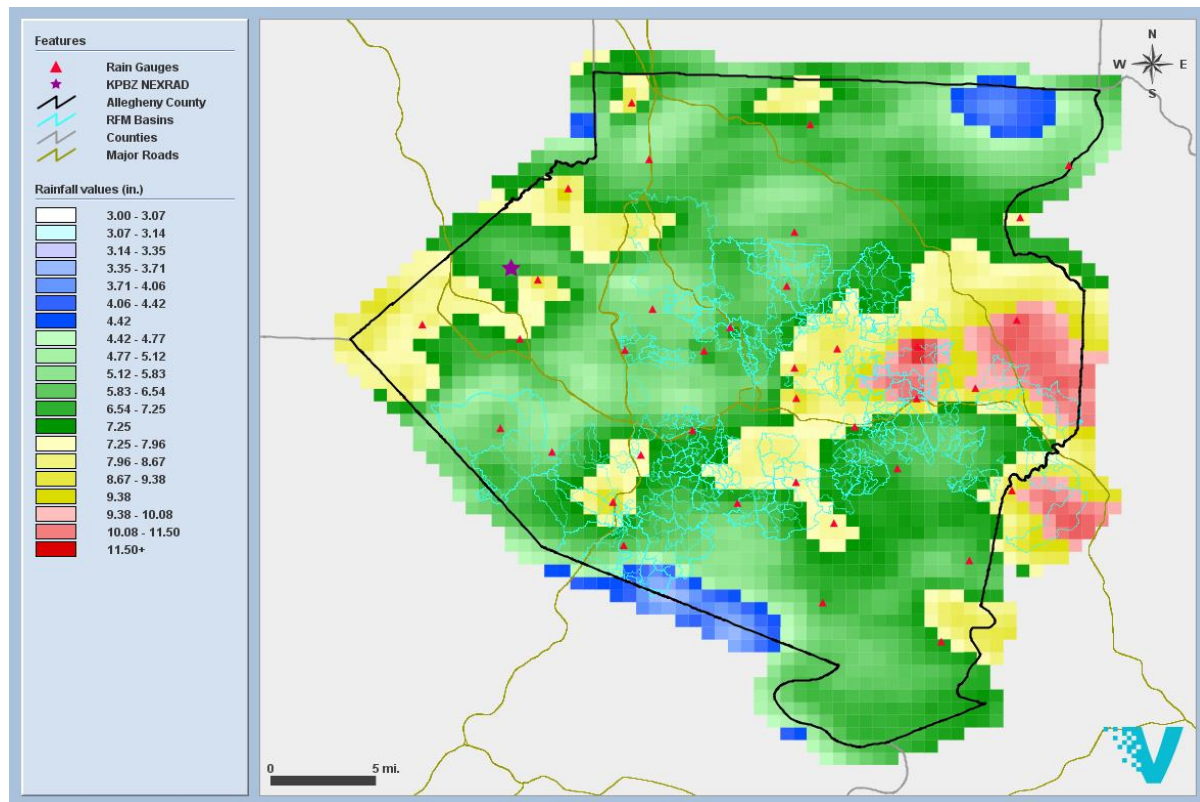 Features
Rain Gauges
KPBZ NEXRAD
Allegheny County
RFM Basins
Counties
Major Roads
Rainfall values (in.)
3.00 - 3.07
3.07 - 3.14
3.14 - 3.35
3.35 - 3.71
3.71 - 4.06
4.06 - 4.42
4.42
4.42 - 4.77
4.77 - 5.12
5.12 - 5.83
5.83 - 6.54
6.54 - 7.25
7.25
7.25 - 7.96
7.96 - 8.67
8.67 - 9.38
9.38
9.38 - 10.08
10.08 - 11.50
11.50+
N
W E
S
0 5 mi.
V